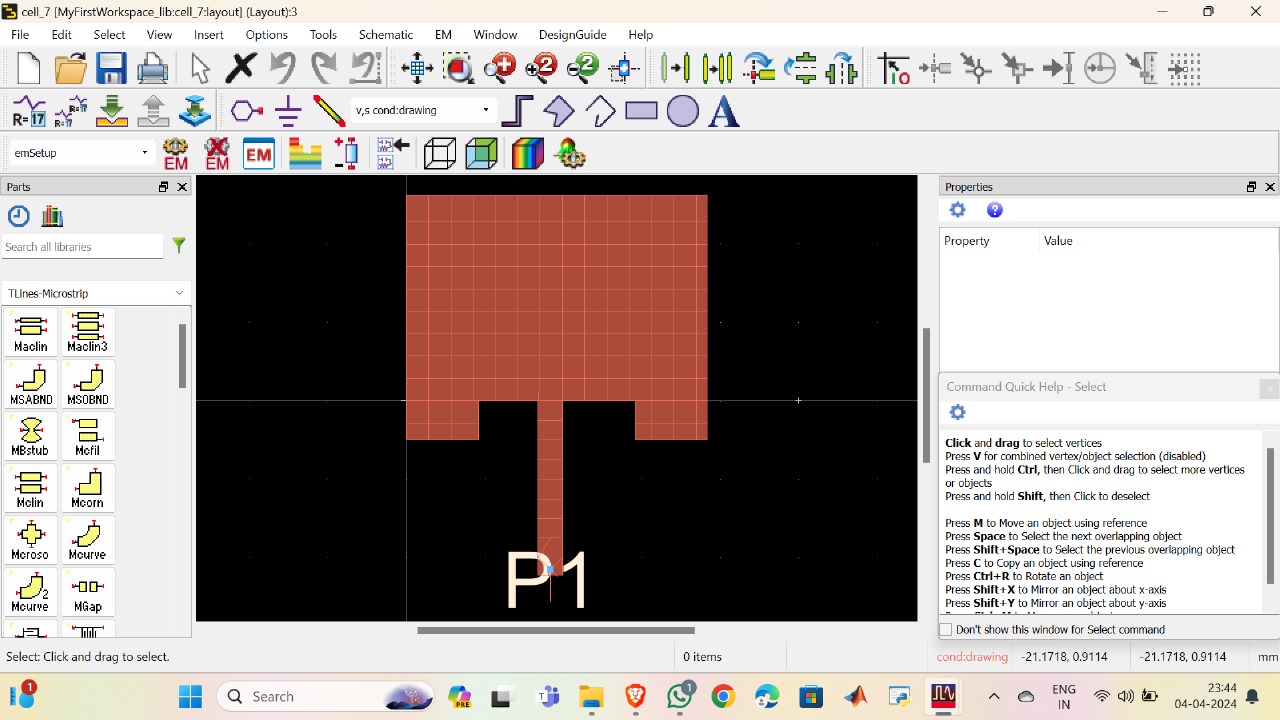 cell_7 [MyFirstWorkspace_lib:cell_7:layout] (Layout):3
File Edit Select View Insert Options Tools Schematic EM Window DesignGuide Help
2 2
R=17 R=17 v,s cond:drawing A
emSetup EM EM EM
Parts
Search all libraries
TLines-Microstrip
Maclin Maclin3
MSABND MSOBND
MBstub Mcfil
Mclin Mcorn
Mcroso Mcurve
Mcurve MGap
P1
Properties
Property Value
Command Quick Help - Select
Click and drag to select vertices
Press V for combined vertex/object selection (disabled)
Press and hold Ctrl, then Click and drag to select more vertices
or objects
Press and hold Shift, then Click to deselect
Press M to Move an object using reference
Press Space to Select the next overlapping object
Press Shift+Space to Select the previous overlapping object
Press C to Copy an object using reference
Press Ctrl+R to Rotate an object
Press Shift+X to Mirror an object about x-axis
Press Shift+Y to Mirror an object about y-axis
Don't show this window for Select command
Select: Click and drag to select. 0 items cond:drawing -21.1718, 0.9114 -21.1718, 0.9114 mm
1 Search PRE 1 ENG IN 23:44
04-04-2024